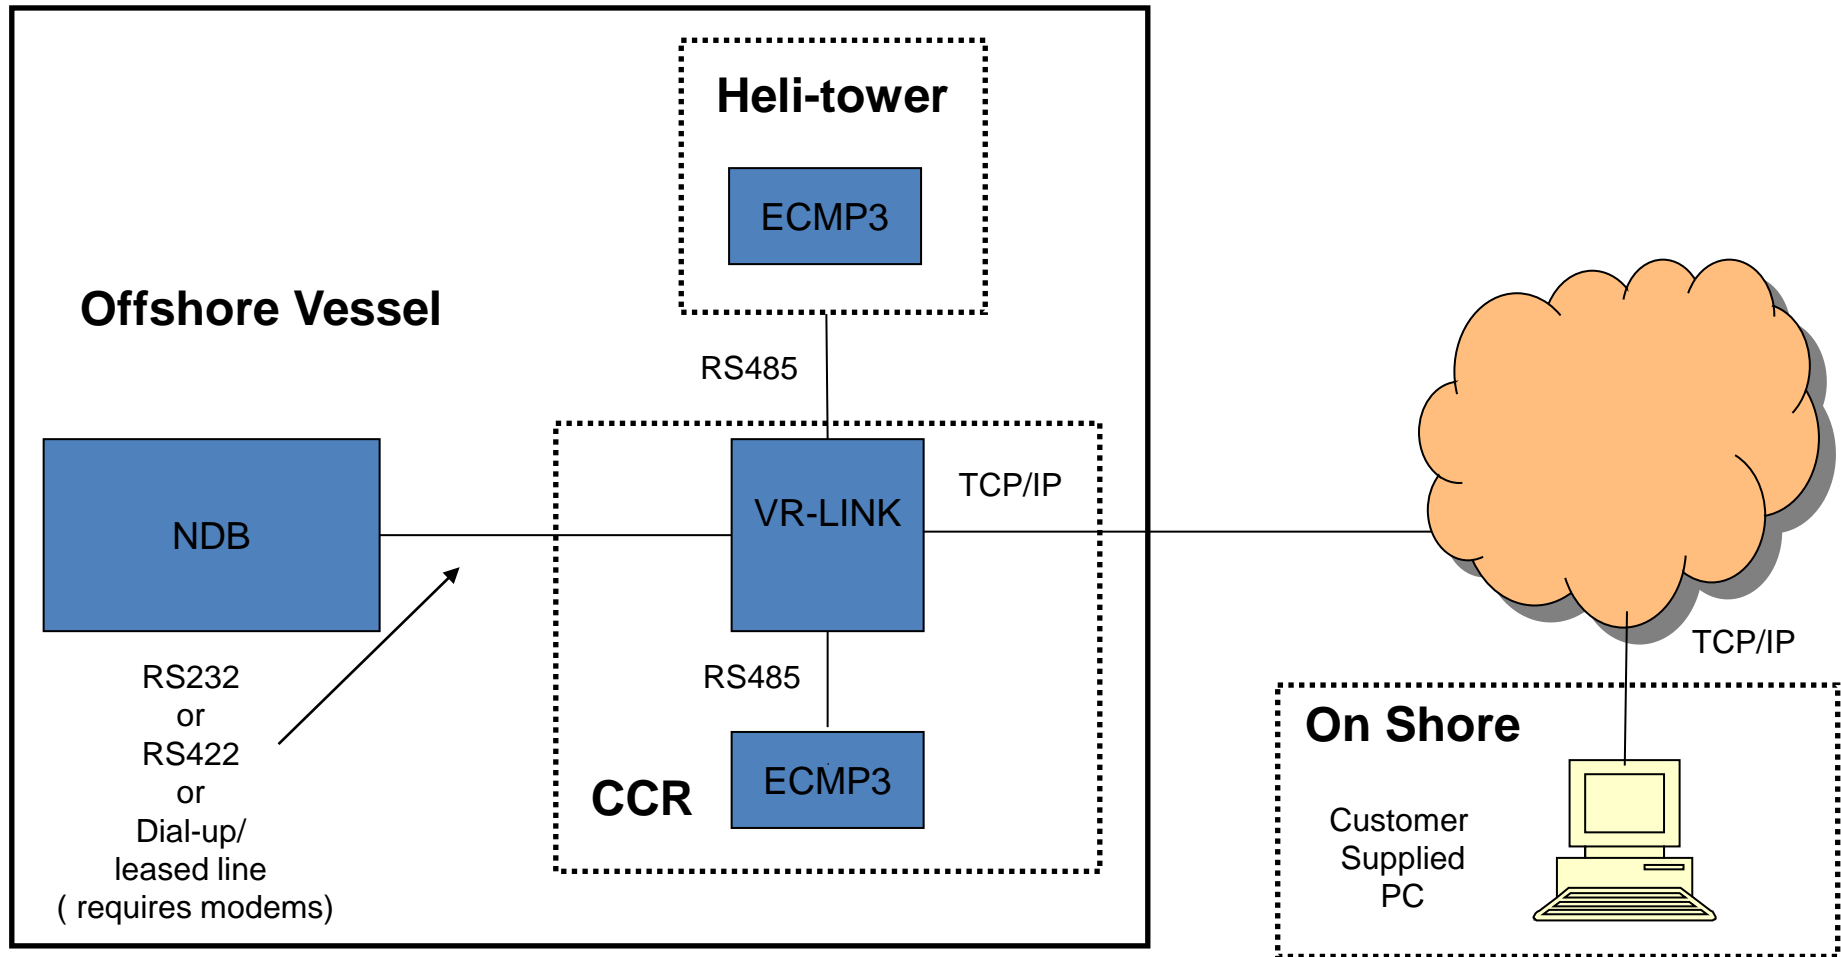 Heli-tower
ECMP3
Offshore Vessel
RS485
TCP/IP
NDB
VR-LINK
RS485
RS232
or
RS422
or
Dial-up/
leased line
( requires modems)
CCR
ECMP3
TCP/IP
On Shore
Customer
Supplied
PC